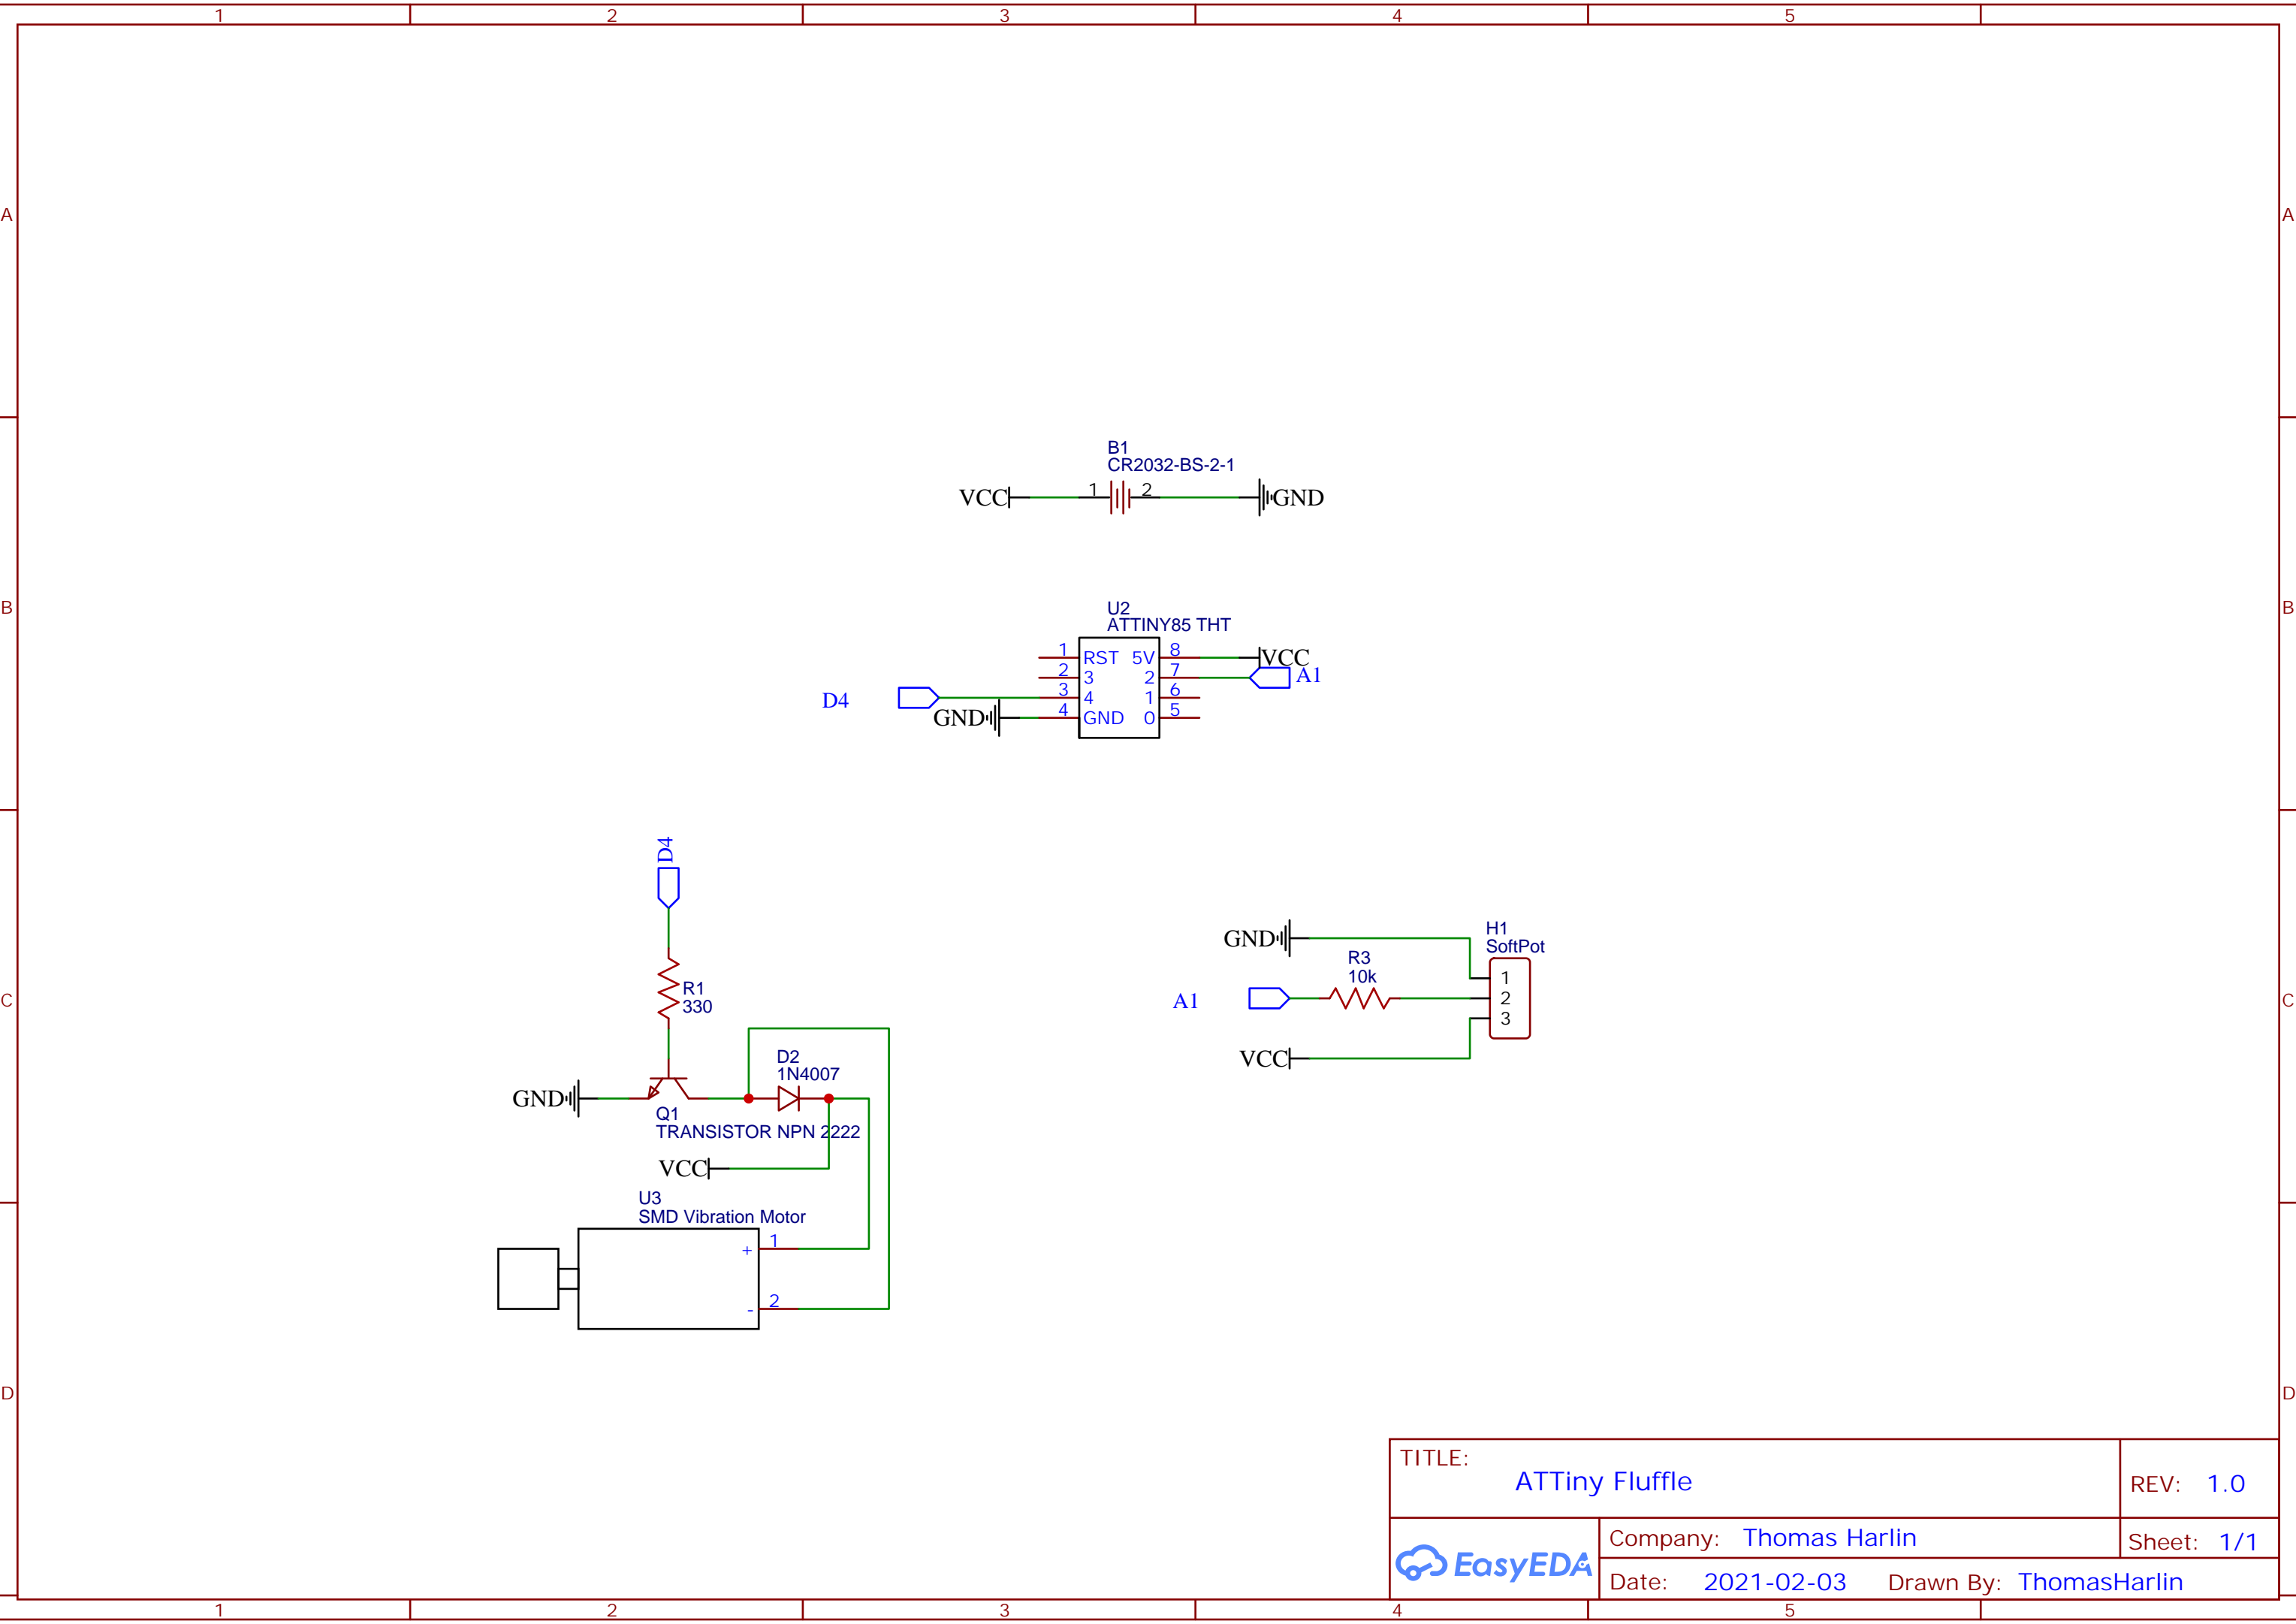 1 2 3 4 5
A A
B1
CR2032-BS-2-1
VCC 1 2 GND
B B
U2
ATTINY85 THT
1 RST 5V 8 VCC
2 3 2 7 A1
D4 3 4 1 6
GND 4 GND 0 5
D4
H1
SoftPot
GND
R3
10k
1
A1 2
3
VCC
C C
R1
330
D2
1N4007
GND
Q1
TRANSISTOR NPN 2222
VCC
U3
SMD Vibration Motor
+ 1
- 2
D D
TITLE:
ATTiny Fluffle
REV: 1.0
EasyEDA
Company: Thomas Harlin
Sheet: 1/1
Date: 2021-02-03 Drawn By: ThomasHarlin
1 2 3 4 5